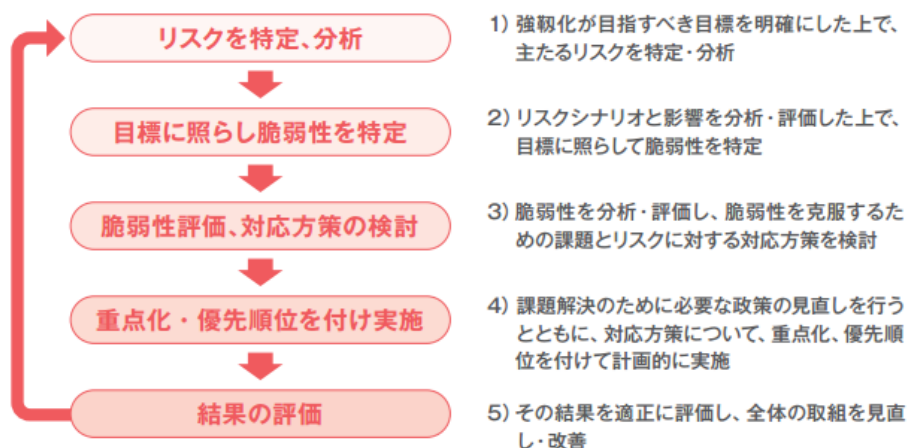 リスクを特定、分析
1）強靱化が目指すべき目標を明確にした上で、
主たるリスクを特定・分析
目標に照らし脆弱性を特定
2）リスクシナリオと影響を分析・評価した上で、
目標に照らして脆弱性を特定
脆弱性評価、対応方策の検討
3）脆弱性を分析・評価し、脆弱性を克服するた
めの課題とリスクに対する対応方策を検討
重点化・優先順位を付け実施
4）課題解決のために必要な政策の見直しを行う
とともに、対応方策について、重点化、優先順
位を付けて計画的に実施
結果の評価
5）その結果を適正に評価し、全体の取組を見直
し・改善